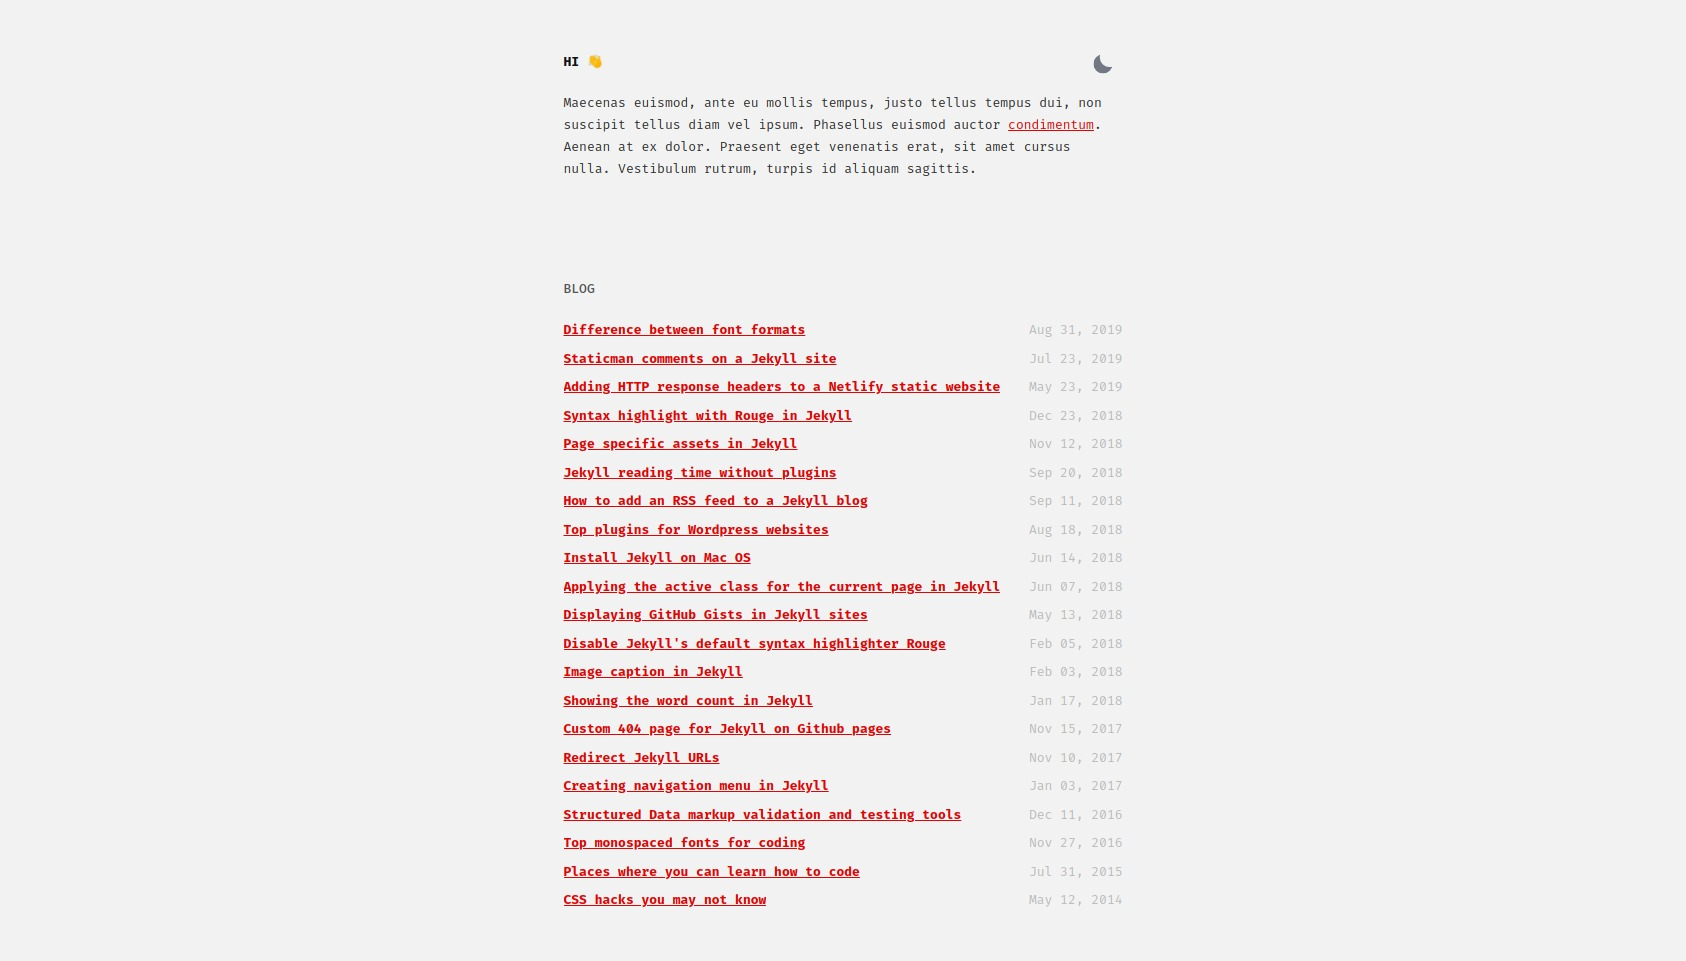 HI 👋
Maecenas euismod, ante eu mollis tempus, justo tellus tempus dui, non
suscipit tellus diam vel ipsum. Phasellus euismod auctor condimentum.
Aenean at ex dolor. Praesent eget venenatis erat, sit amet cursus
nulla. Vestibulum rutrum, turpis id aliquam sagittis.
BLOG
Difference between font formats Aug 31, 2019
Staticman comments on a Jekyll site Jul 23, 2019
Adding HTTP response headers to a Netlify static website May 23, 2019
Syntax highlight with Rouge in Jekyll Dec 23, 2018
Page specific assets in Jekyll Nov 12, 2018
Jekyll reading time without plugins Sep 20, 2018
How to add an RSS feed to a Jekyll blog Sep 11, 2018
Top plugins for Wordpress websites Aug 18, 2018
Install Jekyll on Mac OS Jun 14, 2018
Applying the active class for the current page in Jekyll Jun 07, 2018
Displaying GitHub Gists in Jekyll sites May 13, 2018
Disable Jekyll's default syntax highlighter Rouge Feb 05, 2018
Image caption in Jekyll Feb 03, 2018
Showing the word count in Jekyll Jan 17, 2018
Custom 404 page for Jekyll on Github pages Nov 15, 2017
Redirect Jekyll URLs Nov 10, 2017
Creating navigation menu in Jekyll Jan 03, 2017
Structured Data markup validation and testing tools Dec 11, 2016
Top monospaced fonts for coding Nov 27, 2016
Places where you can learn how to code Jul 31, 2015
CSS hacks you may not know May 12, 2014